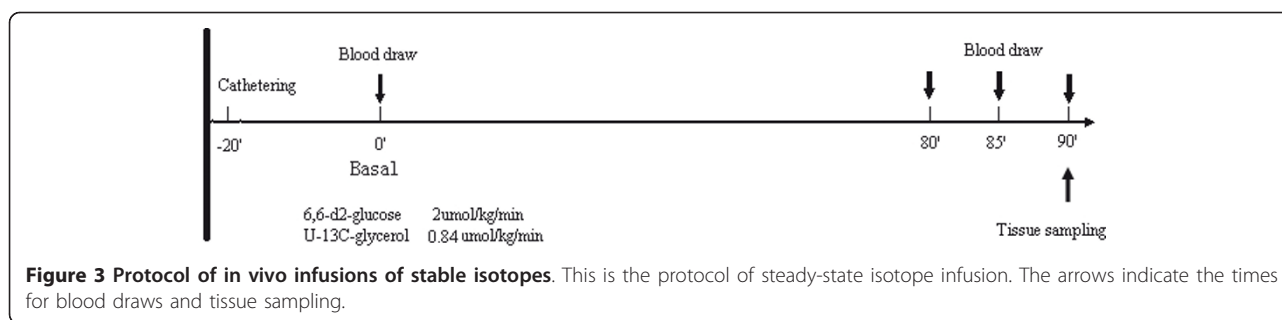 Blood draw
Blood draw
Cathetering
-20'
0'
80'
85'
90'
Basal
6,6-d2-glucose 2umol/kg/min
U-13C-glycerol 0.84 umol/kg/min
Tissue sampling
Figure 3 Protocol of in vivo infusions of stable isotopes. This is the protocol of steady-state isotope infusion. The arrows indicate the times
for blood draws and tissue sampling.